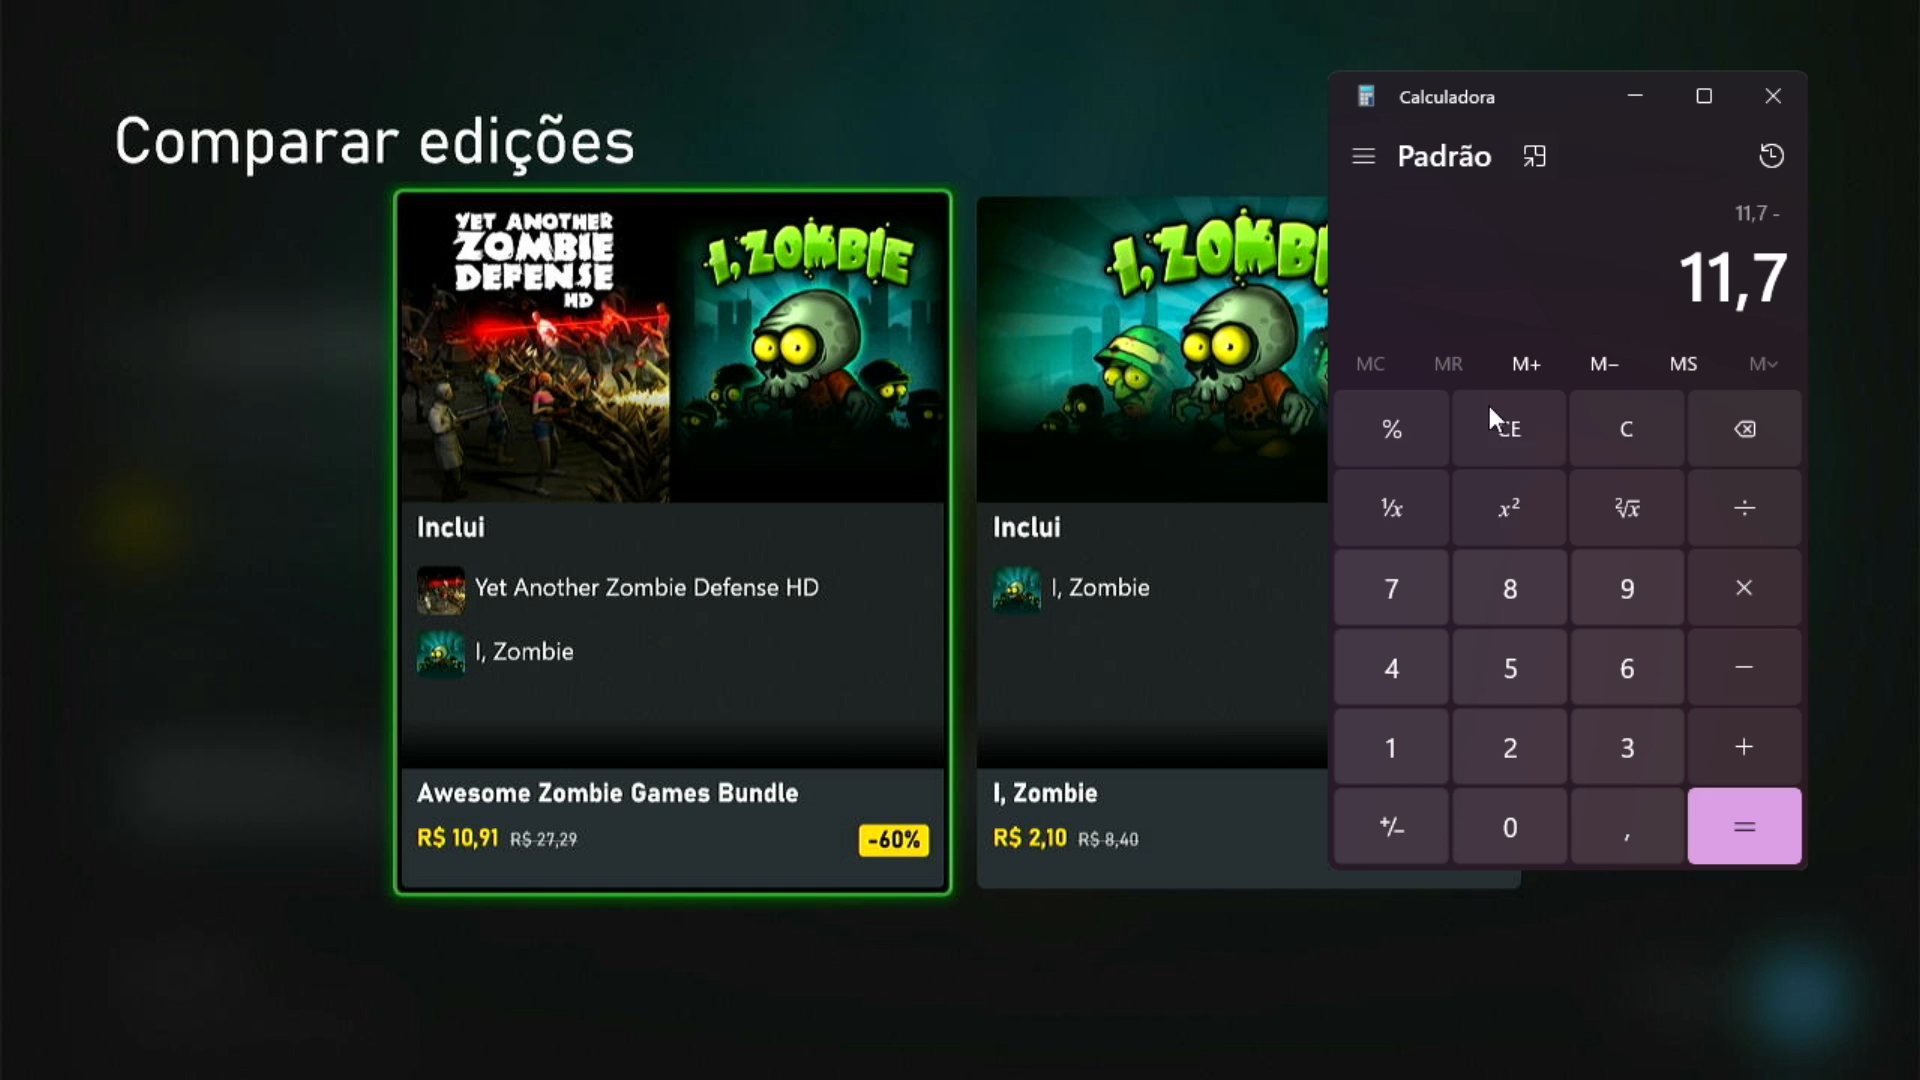 Comparar edições
YET ANOTHER
ZOMBIE
DEFENSE
HD
I, ZOMBIE
Inclui
Yet Another Zombie Defense HD
I, Zombie
Awesome Zombie Games Bundle
R$ 10,91 R$ 27,29
-60%
I, ZOMBI
Inclui
I, Zombie
I, Zombie
R$ 2,10 R$ 8,40
Calculadora
Padrão
11,7 -
11,7
MC MR M+ M− MS M
% CE C
¹/x x² ²√x ÷
7 8 9 ×
4 5 6 −
1 2 3 +
+/− 0 , =